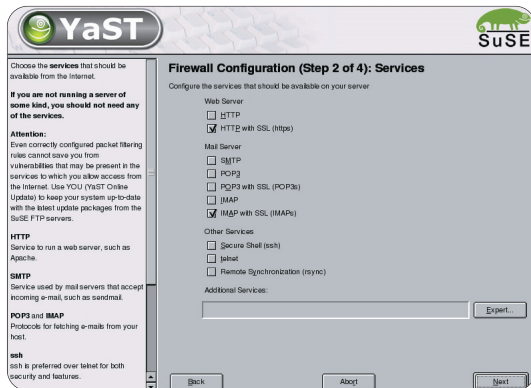 YaST
SuSE
Choose the services that should be
available from the Internet.
If you are not running a server of
some kind, you should not need any
of the services.
Attention:
Even correctly configured packet filtering
rules cannot save you from
vulnerabilities that may be present in the
services to which you allow access from
the Internet. Use YOU (YaST Online
Update) to keep your system up-to-date
with the latest update packages from the
SuSE FTP servers.
HTTP
Service to run a web server, such as
Apache.
SMTP
Service used by mail servers that accept
incoming e-mail, such as sendmail.
POP3 and IMAP
Protocols for fetching e-mails from your
host.
ssh
ssh is preferred over telnet for both
security and features.
Firewall Configuration (Step 2 of 4): Services
Configure the services that should be available on your server
Web Server
HTTP
HTTP with SSL (https)
Mail Server
SMTP
POP3
POP3 with SSL (POP3s)
IMAP
IMAP with SSL (IMAPs)
Other Services
Secure Shell (ssh)
telnet
Remote Synchronization (rsync)
Additional Services:
Expert...
Back
Abort
Next